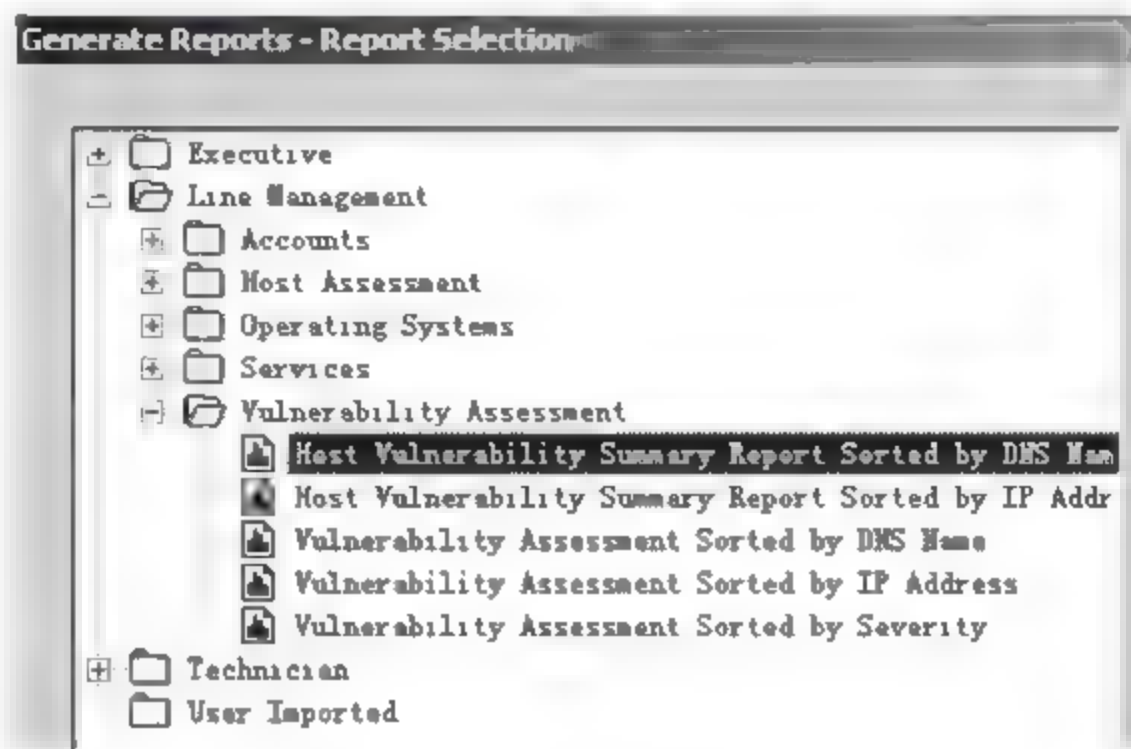 Generate Reports - Report Selection
Executive
Line Management
Accounts
Host Assessment
Operating Systems
Services
Vulnerability Assessment
Host Vulnerability Summary Report Sorted by DNS Nam
Host Vulnerability Summary Report Sorted by IP Addr
Vulnerability Assessment Sorted by DNS Name
Vulnerability Assessment Sorted by IP Address
Vulnerability Assessment Sorted by Severity
Technician
User Imported